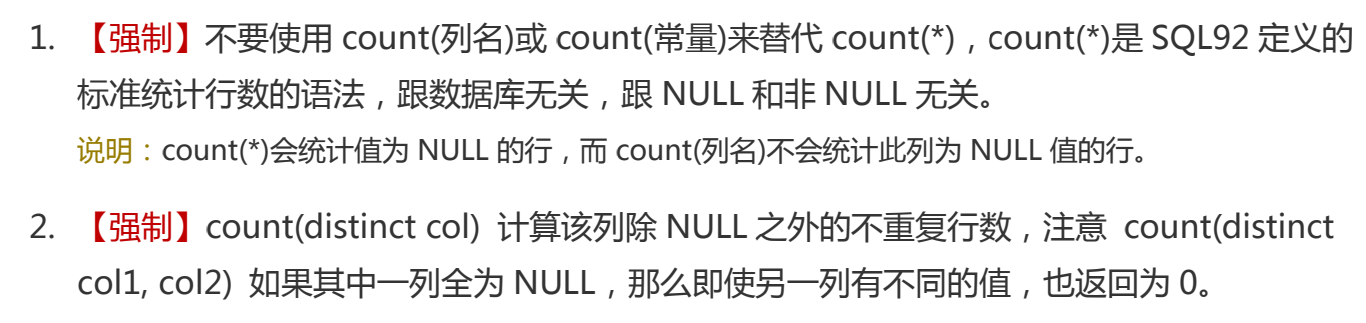 1. 【强制】不要使用 count(列名)或 count(常量)来替代 count(*)，count(*)是 SQL92 定义的
标准统计行数的语法，跟数据库无关，跟 NULL 和非 NULL 无关。
说明：count(*)会统计值为 NULL 的行，而 count(列名)不会统计此列为 NULL 值的行。
2. 【强制】count(distinct col) 计算该列除 NULL 之外的不重复行数，注意 count(distinct
col1, col2) 如果其中一列全为 NULL，那么即使另一列有不同的值，也返回为 0。